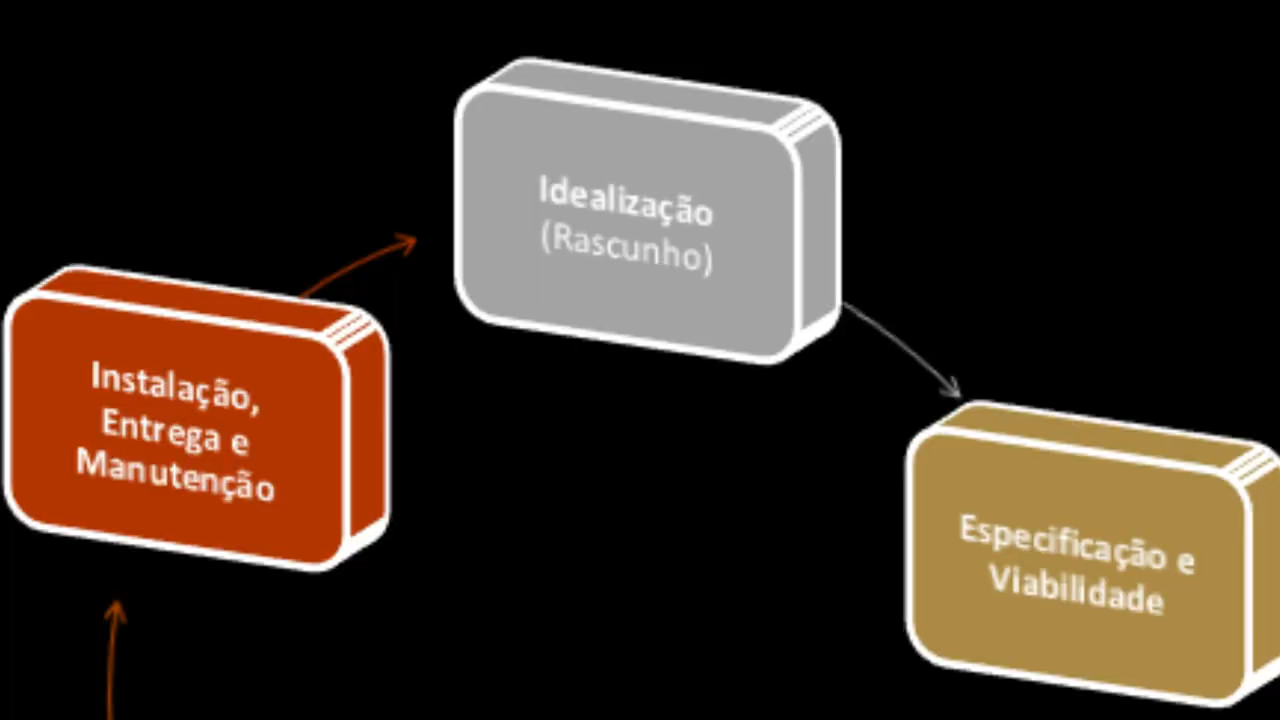 Idealização
(Rascunho)
Instalação,
Entrega e
Manutenção
Especificação e
Viabilidade